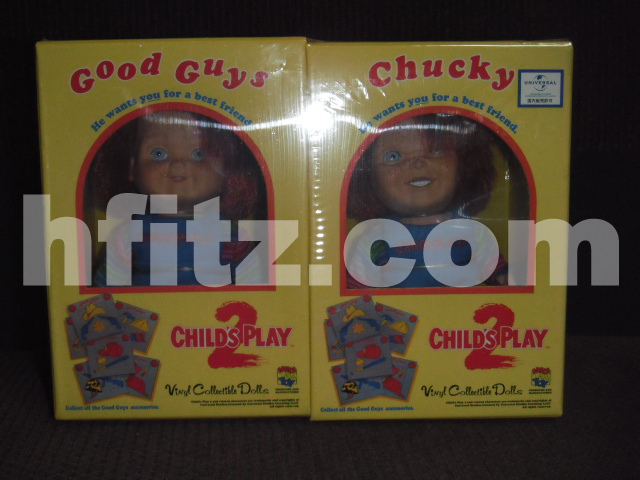 Good Guys
He wants you for a best friend.
Chucky
He wants you for a best friend.
UNIVERSAL
hfitz.com
CHILD'S PLAY 2
Vinyl Collectible Dolls
Collect all the Good Guys accessories.
CHILD'S PLAY 2
Vinyl Collectible Dolls
Collect all the Good Guys accessories.